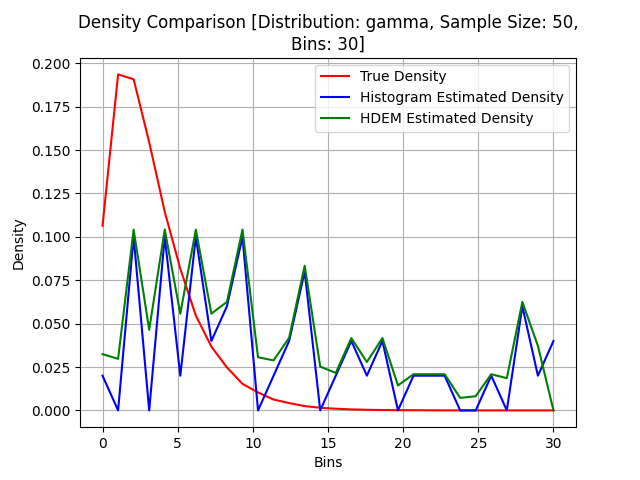 Density Comparison [Distribution: gamma, Sample Size: 50,
Bins: 30]
True Density
Histogram Estimated Density
HDEM Estimated Density
Density
0.200
0.175
0.150
0.125
0.100
0.075
0.050
0.025
0.000
0 5 10 15 20 25 30
Bins